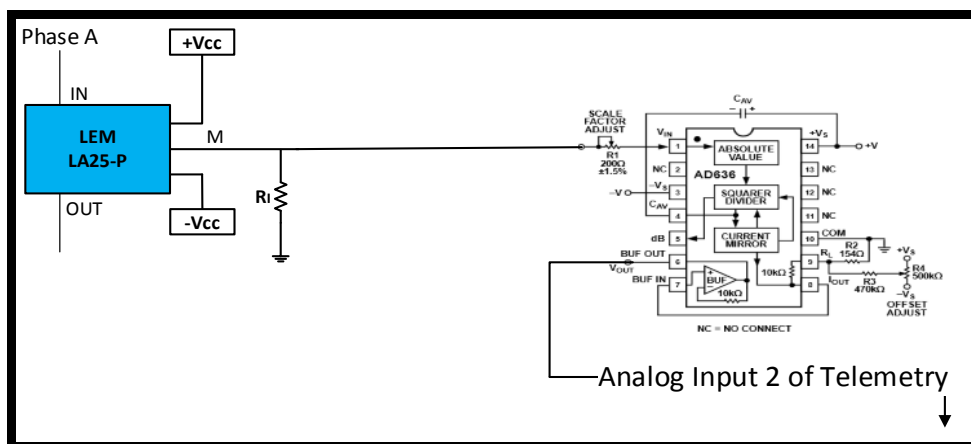 Phase A
+Vcc
IN
LEM
LA25-P
M
OUT
-Vcc
RI
SCALE
FACTOR
ADJUST
R1
200Ω
±1.5%
CAV
− +
VIN
1
ABSOLUTE
VALUE
+VS
14
+V
NC
2
AD636
13
NC
−VS
−V
3
SQUARER
DIVIDER
12
NC
CAV
4
11
NC
dB
5
CURRENT
MIRROR
10
COM
BUF OUT
VOUT
6
10kΩ
9
RL
R2
154Ω
+VS
R4
500kΩ
−VS
OFFSET
ADJUST
BUF IN
7
+
BUF
−
10kΩ
8
IOUT
R3
470kΩ
NC = NO CONNECT
Analog Input 2 of Telemetry